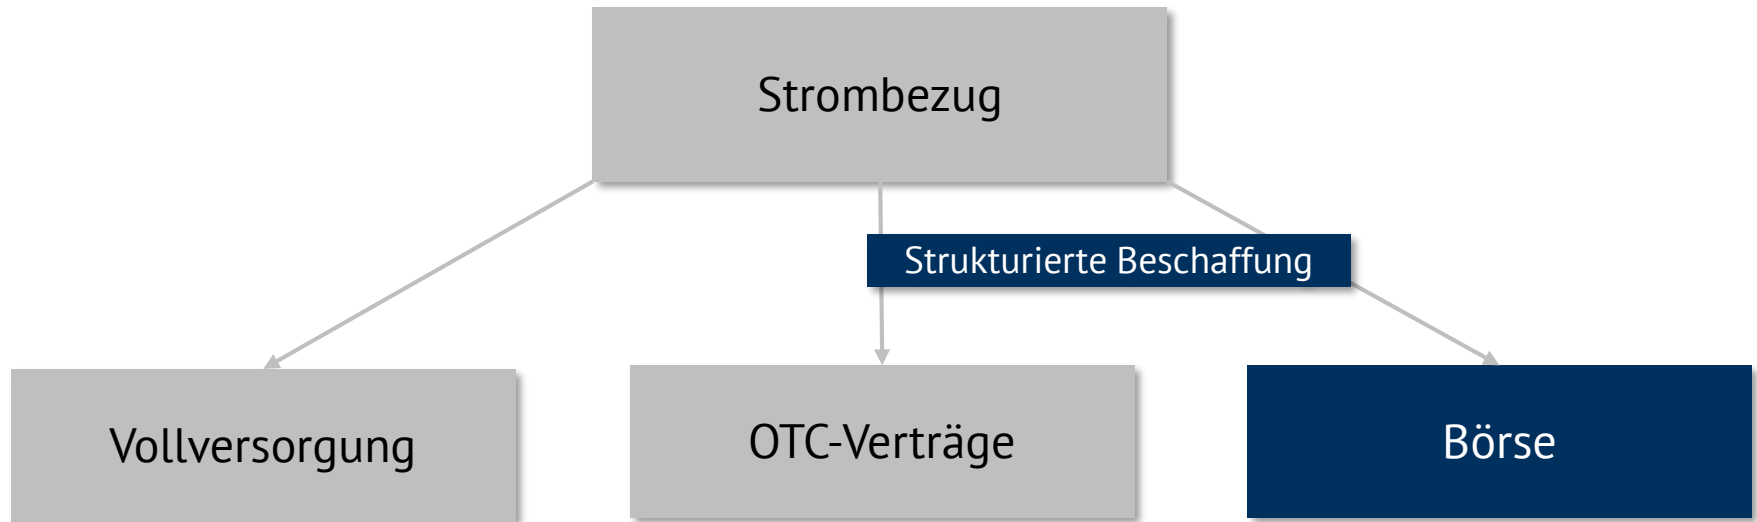 Strombezug
Strukturierte Beschaffung
Vollversorgung
OTC-Verträge
Börse